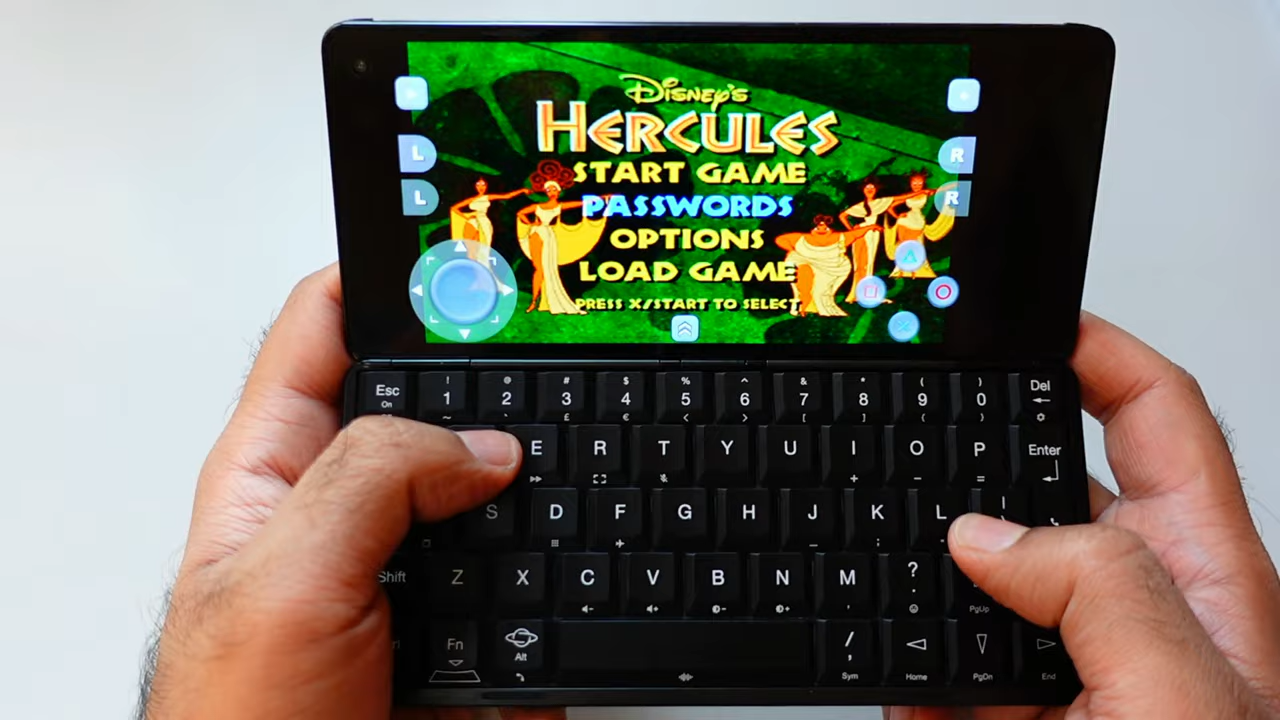 DISNEY'S
HERCULES
START GAME
PASSWORDS
OPTIONS
LOAD GAME
PRESS X/START TO SELECT
L R
L R
Esc ! 1 @ 2 # 3 $ 4 % 5 ^ 6 & 7 * 8 ( 9 ) 0 Del
On ~ ` £ € < > [ ] { }
E R T Y U I O P Enter
+ - =
S D F G H J K L
_ ; "
Shift Z X C V B N M ? .
' PgUp
Fn Alt / , Sym Home PgDn End